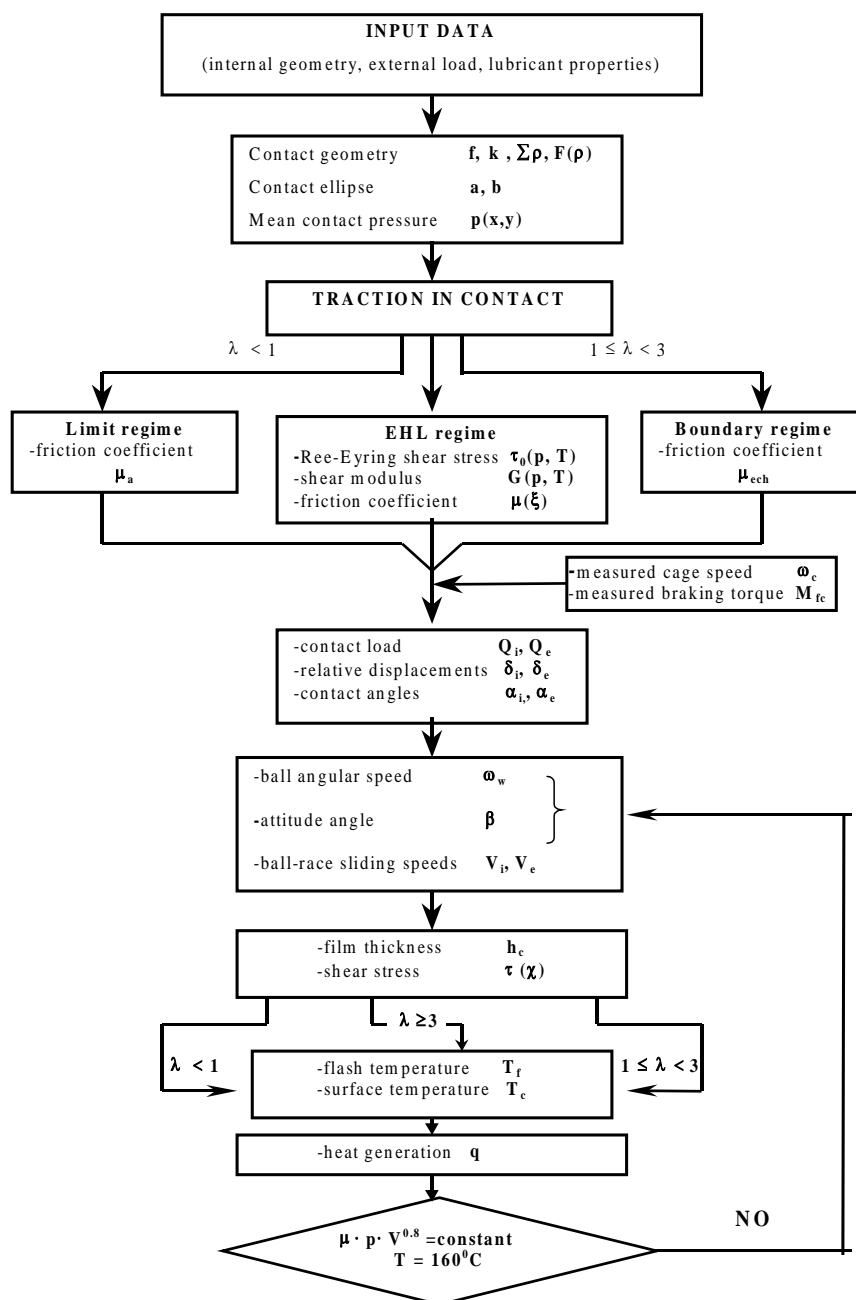 INPUT DATA
(internal geometry, external load, lubricant properties)
Contact geometry f, k , Σρ, F(ρ)
Contact ellipse a, b
Mean contact pressure p(x,y)
TRACTION IN CONTACT
λ < 1
1 ≤ λ < 3
Limit regime
-friction coefficient
μa
EHL regime
-Ree-Eyring shear stress τ0(p, T)
-shear modulus G(p, T)
-friction coefficient μ(ξ)
Boundary regime
-friction coefficient
μech
-measured cage speed ωc
-measured braking torque Mfc
-contact load Qi, Qe
-relative displacements δi, δe
-contact angles αi,, αe
-ball angular speed ωw
-attitude angle β
-ball-race sliding speeds Vi, Ve
-film thickness hc
-shear stress τ (χ)
λ ≥3
λ < 1
1 ≤ λ < 3
-flash temperature Tf
-surface temperature Tc
-heat generation q
μ · p· V^0.8 =constant
T = 160^0C
NO